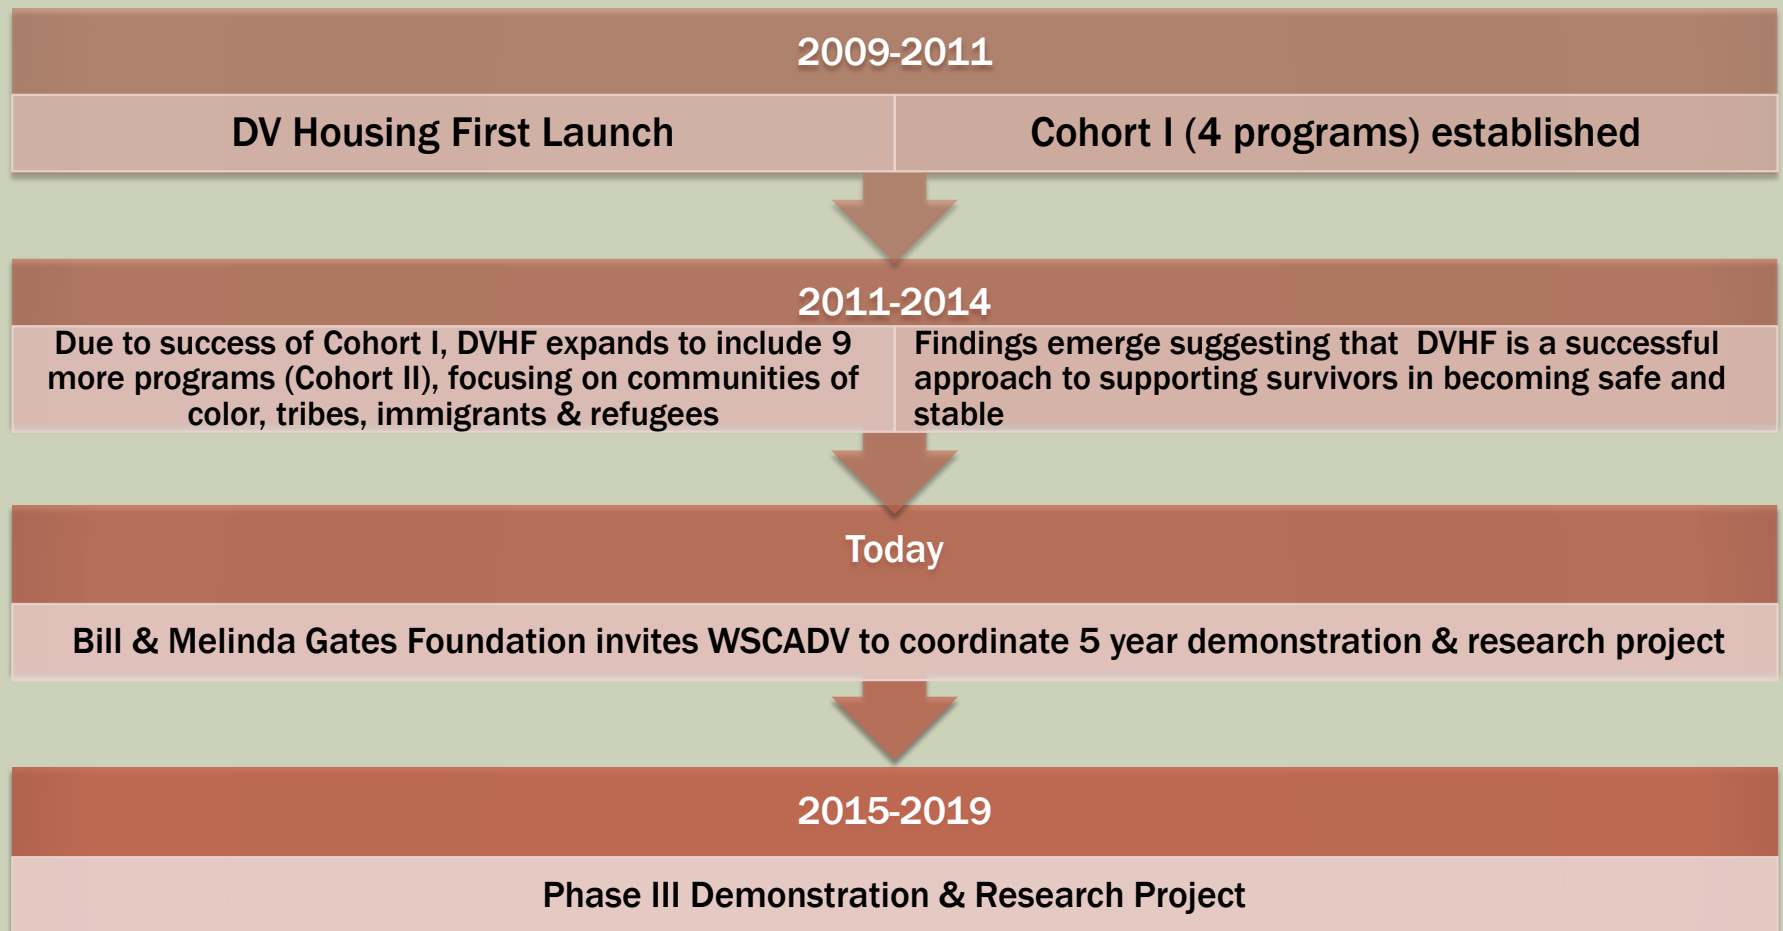 2009-2011
DV Housing First Launch
Cohort I (4 programs) established
2011-2014
Due to success of Cohort I, DVHF expands to include 9
more programs (Cohort II), focusing on communities of
color, tribes, immigrants & refugees
Findings emerge suggesting that DVHF is a successful
approach to supporting survivors in becoming safe and
stable
Today
Bill & Melinda Gates Foundation invites WSCADV to coordinate 5 year demonstration & research project
2015-2019
Phase III Demonstration & Research Project